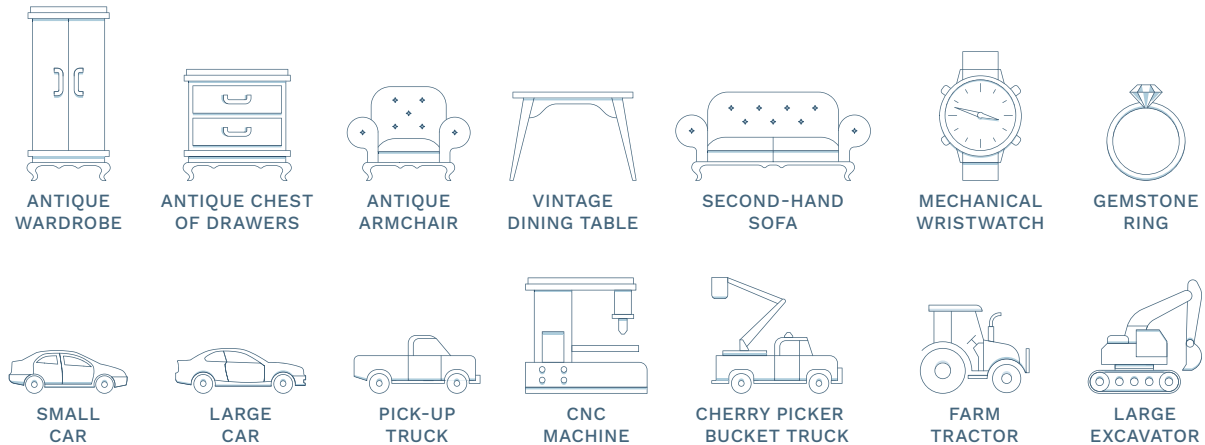 ANTIQUE
WARDROBE
ANTIQUE CHEST
OF DRAWERS
ANTIQUE
ARMCHAIR
VINTAGE
DINING TABLE
SECOND-HAND
SOFA
MECHANICAL
WRISTWATCH
GEMSTONE
RING
SMALL
CAR
LARGE
CAR
PICK-UP
TRUCK
CNC
MACHINE
CHERRY PICKER
BUCKET TRUCK
FARM
TRACTOR
LARGE
EXCAVATOR